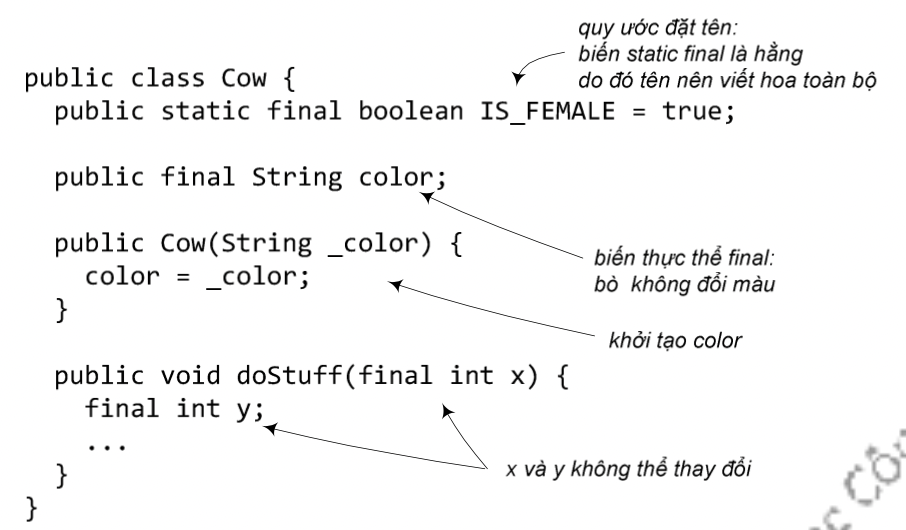 quy ước đặt tên:
biến static final là hằng
do đó tên nên viết hoa toàn bộ
public class Cow {
public static final boolean IS_FEMALE = true;
public final String color;
public Cow(String _color) {
color = _color;
}
biến thực thể final:
bò không đổi màu
khởi tạo color
public void doStuff(final int x) {
final int y;
...
}
}
x và y không thể thay đổi